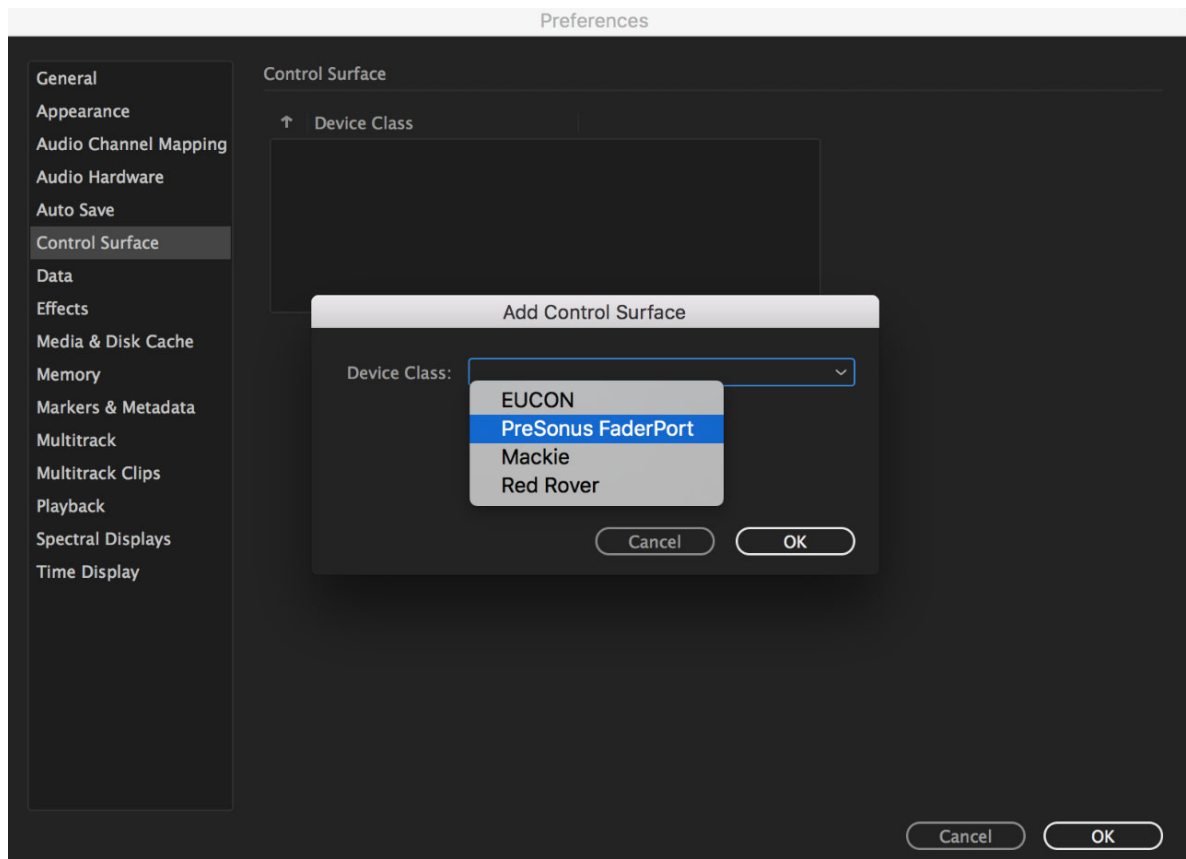 Preferences
General
Appearance
Audio Channel Mapping
Audio Hardware
Auto Save
Control Surface
Data
Effects
Media & Disk Cache
Memory
Markers & Metadata
Multitrack
Multitrack Clips
Playback
Spectral Displays
Time Display
Control Surface
↑ Device Class
Add Control Surface
Device Class:
EUCON
PreSonus FaderPort
Mackie
Red Rover
Cancel OK
Cancel OK